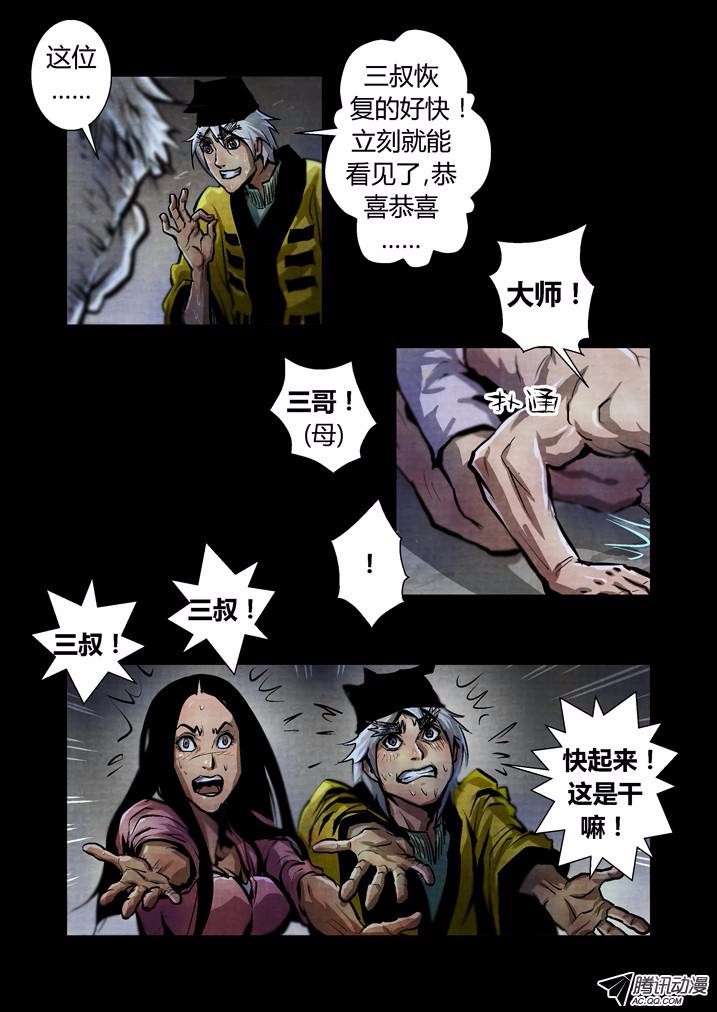 这位
……
三叔恢
复的好快！
立刻就能
看见了,恭
喜恭喜
……
大师！
扑通
三哥！
(母)
！
三叔！
三叔！
快起来！
这是干
嘛！
腾讯动漫
AC.QQ.COM